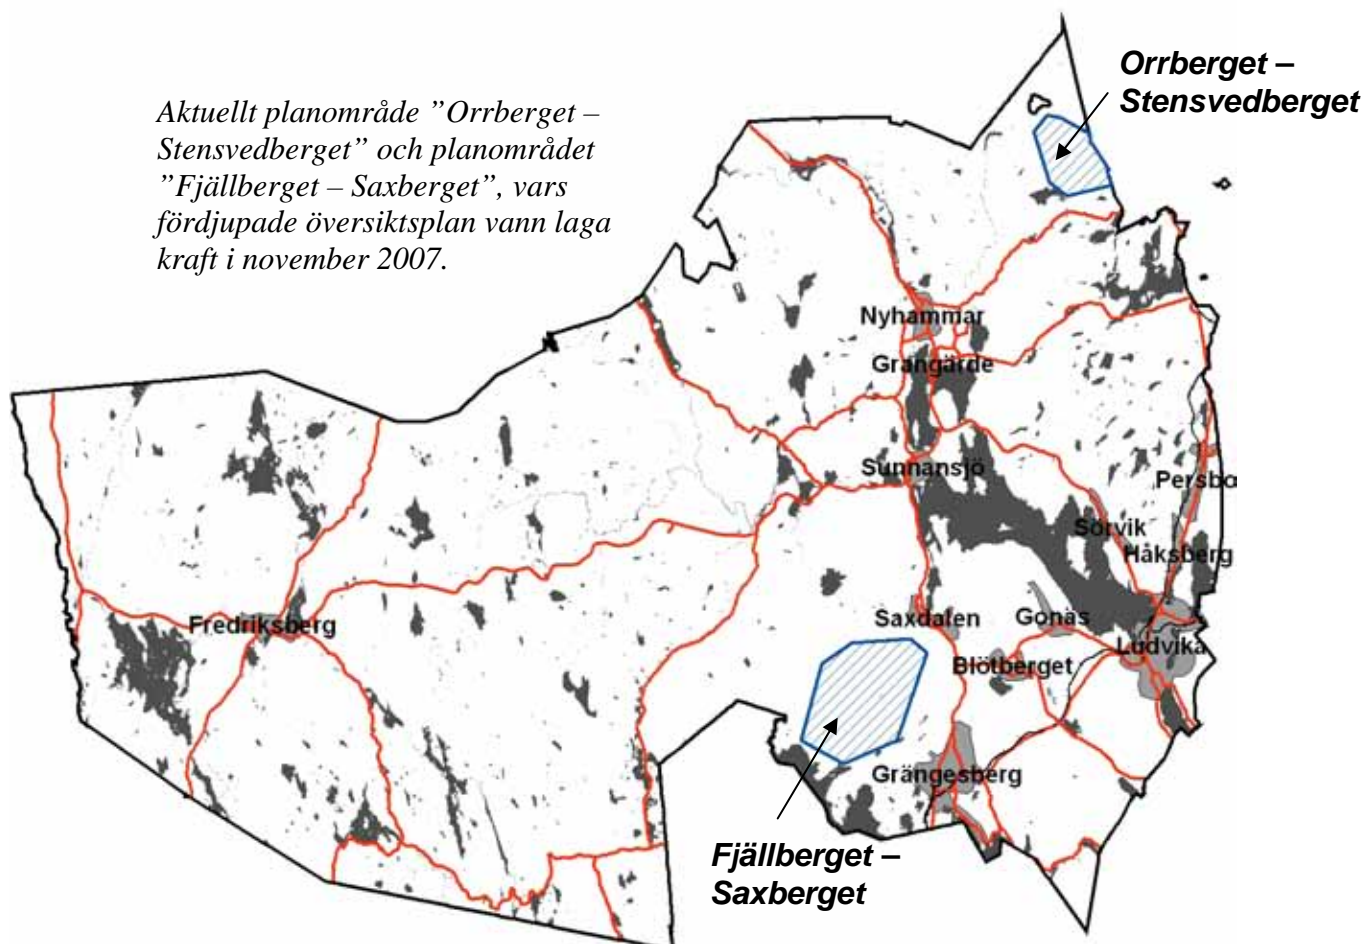 Aktuellt planområde ”Orrberget –
Stensvedberget” och planområdet
”Fjällberget – Saxberget”, vars
fördjupade översiktsplan vann laga
kraft i november 2007.
Orrberget –
Stensvedberget
Nyhammar
Grangärde
Sunnansjö
Persbo
Sörvik
Håksberg
Fredriksberg
Saxdalen
Gonäs
Ludvika
Blötberget
Grängesberg
Fjällberget –
Saxberget